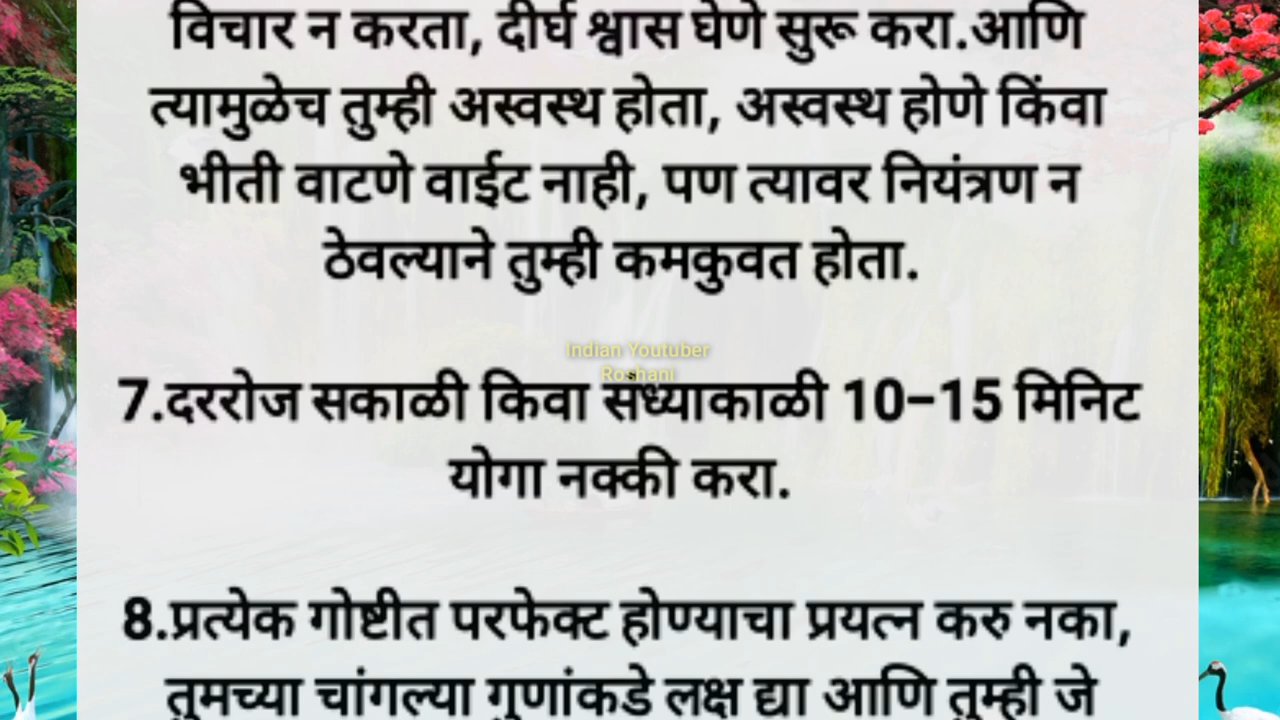 विचार न करता, दीर्घ श्वास घेणे सुरू करा.आणि
त्यामुळेच तुम्ही अस्वस्थ होता, अस्वस्थ होणे किंवा
भीती वाटणे वाईट नाही, पण त्यावर नियंत्रण न
ठेवल्याने तुम्ही कमकुवत होता.
Indian Youtuber
Roshani
7.दररोज सकाळी किवा सध्याकाळी 10-15 मिनिट
योगा नक्की करा.
8.प्रत्येक गोष्टीत परफेक्ट होण्याचा प्रयत्न करु नका,
तुमच्या चांगल्या गुणांकडे लक्ष द्या आणि तुम्ही जे